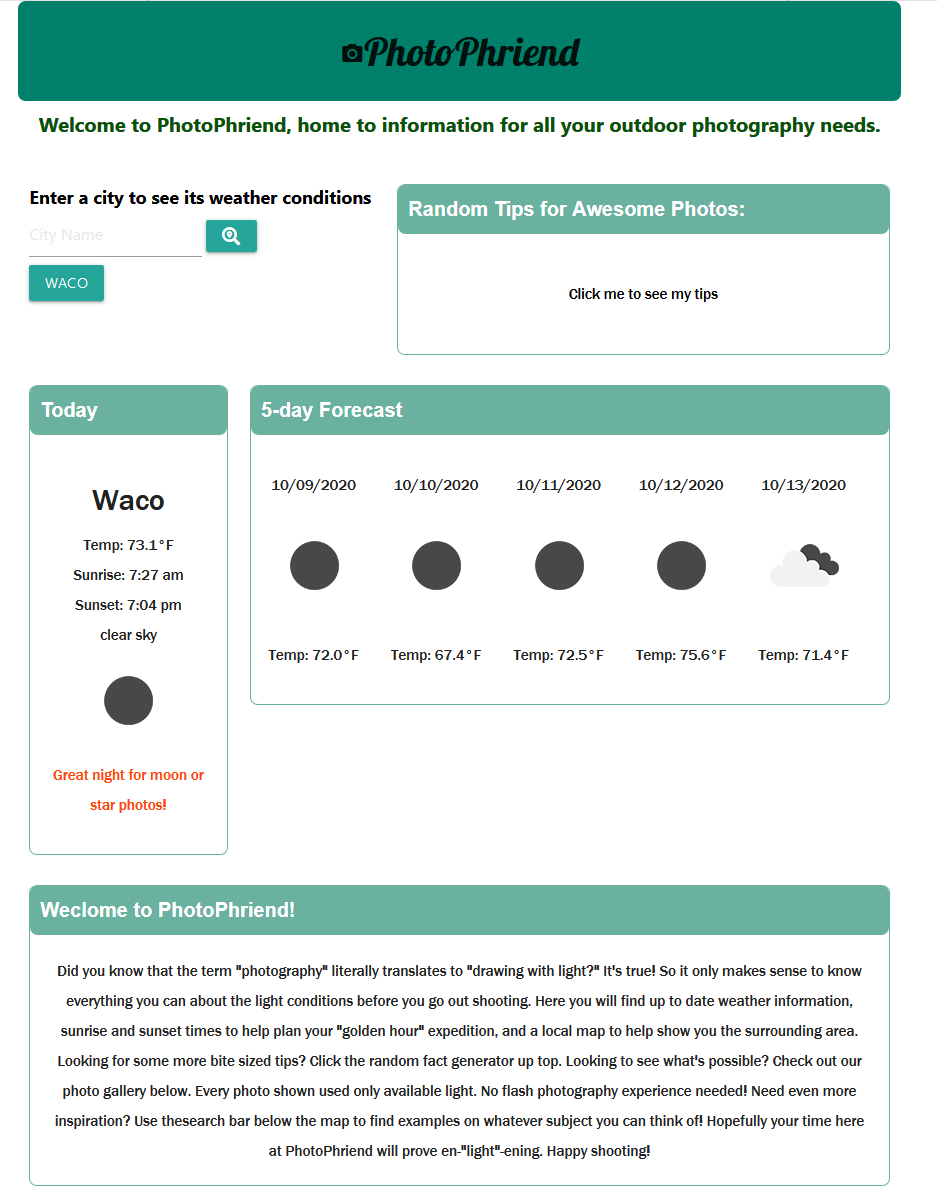 PhotoPhriend
Welcome to PhotoPhriend, home to information for all your outdoor photography needs.
Enter a city to see its weather conditions
City Name
WACO
Random Tips for Awesome Photos:
Click me to see my tips
Today
Waco
Temp: 73.1°F
Sunrise: 7:27 am
Sunset: 7:04 pm
clear sky
Great night for moon or
star photos!
5-day Forecast
10/09/2020 10/10/2020 10/11/2020 10/12/2020 10/13/2020
Temp: 72.0°F Temp: 67.4°F Temp: 72.5°F Temp: 75.6°F Temp: 71.4°F
Weclome to PhotoPhriend!
Did you know that the term "photography" literally translates to "drawing with light?" It's true! So it only makes sense to know
everything you can about the light conditions before you go out shooting. Here you will find up to date weather information,
sunrise and sunset times to help plan your "golden hour" expedition, and a local map to help show you the surrounding area.
Looking for some more bite sized tips? Click the random fact generator up top. Looking to see what's possible? Check out our
photo gallery below. Every photo shown used only available light. No flash photography experience needed! Need even more
inspiration? Use thesearch bar below the map to find examples on whatever subject you can think of! Hopefully your time here
at PhotoPhriend will prove en-"light"-ening. Happy shooting!